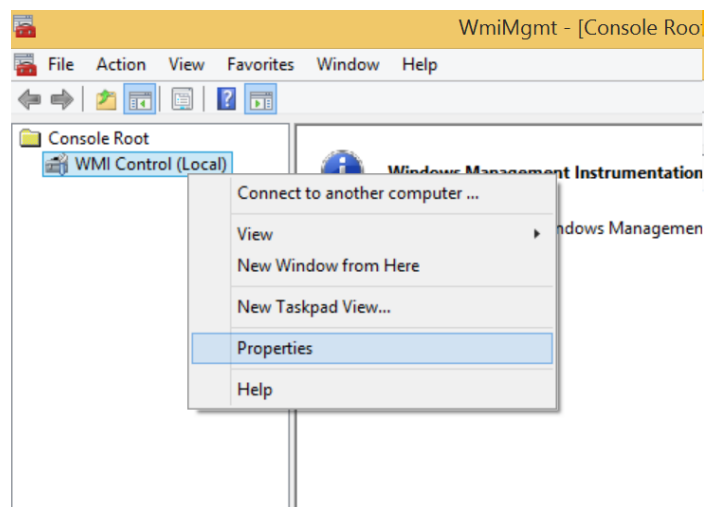 WmiMgmt - [Console Roo
File Action View Favorites Window Help
Console Root
WMI Control (Local)
Windows Management Instrumentation
ndows Managemen
Connect to another computer ...
View
New Window from Here
New Taskpad View...
Properties
Help